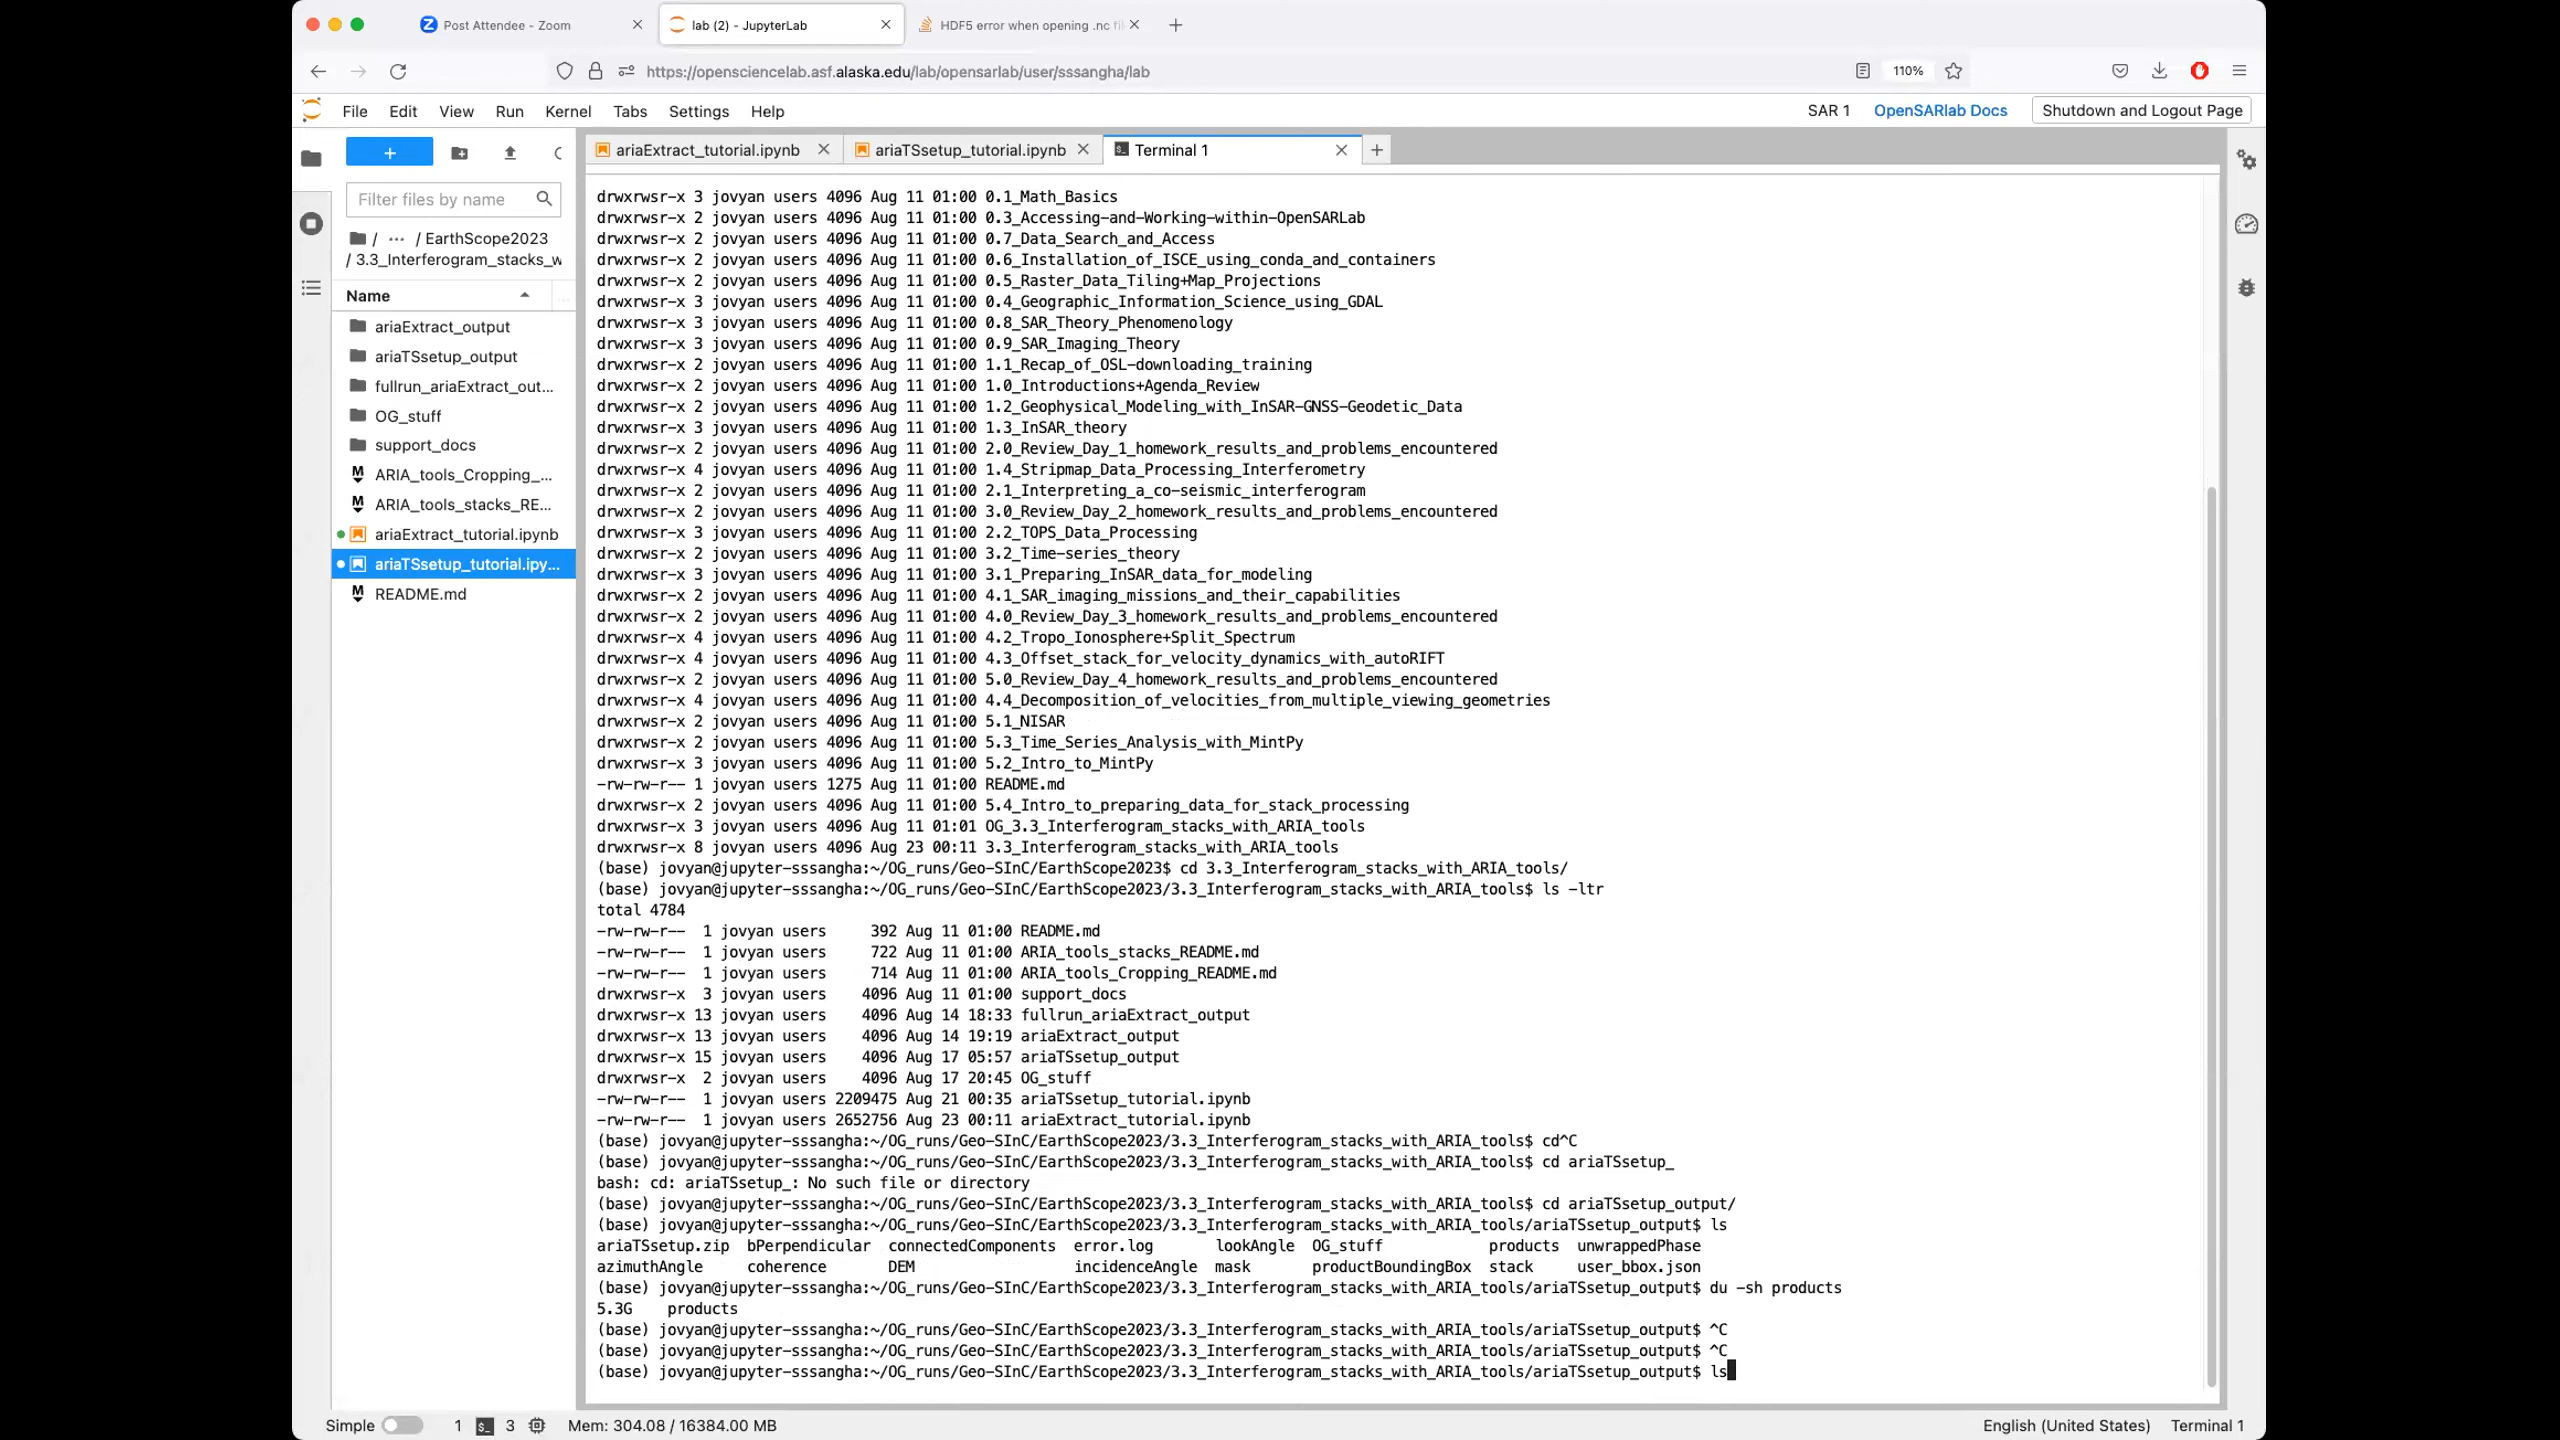 Post Attendee - Zoom
lab (2) - JupyterLab
HDF5 error when opening .nc fi
https://opensciencelab.asf.alaska.edu/lab/opensarlab/user/sssangha/lab
110%
File Edit View Run Kernel Tabs Settings Help
SAR 1 OpenSARlab Docs Shutdown and Logout Page
Filter files by name
/ ··· / EarthScope2023
/ 3.3_Interferogram_stacks_w
Name
ariaExtract_output
ariaTSsetup_output
fullrun_ariaExtract_out...
OG_stuff
support_docs
ARIA_tools_Cropping_...
ARIA_tools_stacks_RE...
ariaExtract_tutorial.ipynb
ariaTSsetup_tutorial.ipy...
README.md
ariaExtract_tutorial.ipynb
ariaTSsetup_tutorial.ipynb
Terminal 1
drwxrwsr-x 3 jovyan users 4096 Aug 11 01:00 0.1_Math_Basics
drwxrwsr-x 2 jovyan users 4096 Aug 11 01:00 0.3_Accessing-and-Working-within-OpenSARLab
drwxrwsr-x 2 jovyan users 4096 Aug 11 01:00 0.7_Data_Search_and_Access
drwxrwsr-x 2 jovyan users 4096 Aug 11 01:00 0.6_Installation_of_ISCE_using_conda_and_containers
drwxrwsr-x 2 jovyan users 4096 Aug 11 01:00 0.5_Raster_Data_Tiling+Map_Projections
drwxrwsr-x 3 jovyan users 4096 Aug 11 01:00 0.4_Geographic_Information_Science_using_GDAL
drwxrwsr-x 3 jovyan users 4096 Aug 11 01:00 0.8_SAR_Theory_Phenomenology
drwxrwsr-x 3 jovyan users 4096 Aug 11 01:00 0.9_SAR_Imaging_Theory
drwxrwsr-x 2 jovyan users 4096 Aug 11 01:00 1.1_Recap_of_OSL-downloading_training
drwxrwsr-x 2 jovyan users 4096 Aug 11 01:00 1.0_Introductions+Agenda_Review
drwxrwsr-x 2 jovyan users 4096 Aug 11 01:00 1.2_Geophysical_Modeling_with_InSAR-GNSS-Geodetic_Data
drwxrwsr-x 3 jovyan users 4096 Aug 11 01:00 1.3_InSAR_theory
drwxrwsr-x 2 jovyan users 4096 Aug 11 01:00 2.0_Review_Day_1_homework_results_and_problems_encountered
drwxrwsr-x 4 jovyan users 4096 Aug 11 01:00 1.4_Stripmap_Data_Processing_Interferometry
drwxrwsr-x 2 jovyan users 4096 Aug 11 01:00 2.1_Interpreting_a_co-seismic_interferogram
drwxrwsr-x 2 jovyan users 4096 Aug 11 01:00 3.0_Review_Day_2_homework_results_and_problems_encountered
drwxrwsr-x 3 jovyan users 4096 Aug 11 01:00 2.2_TOPS_Data_Processing
drwxrwsr-x 2 jovyan users 4096 Aug 11 01:00 3.2_Time-series_theory
drwxrwsr-x 3 jovyan users 4096 Aug 11 01:00 3.1_Preparing_InSAR_data_for_modeling
drwxrwsr-x 2 jovyan users 4096 Aug 11 01:00 4.1_SAR_imaging_missions_and_their_capabilities
drwxrwsr-x 2 jovyan users 4096 Aug 11 01:00 4.0_Review_Day_3_homework_results_and_problems_encountered
drwxrwsr-x 4 jovyan users 4096 Aug 11 01:00 4.2_Tropo_Ionosphere+Split_Spectrum
drwxrwsr-x 4 jovyan users 4096 Aug 11 01:00 4.3_Offset_stack_for_velocity_dynamics_with_autoRIFT
drwxrwsr-x 2 jovyan users 4096 Aug 11 01:00 5.0_Review_Day_4_homework_results_and_problems_encountered
drwxrwsr-x 4 jovyan users 4096 Aug 11 01:00 4.4_Decomposition_of_velocities_from_multiple_viewing_geometries
drwxrwsr-x 2 jovyan users 4096 Aug 11 01:00 5.1_NISAR
drwxrwsr-x 2 jovyan users 4096 Aug 11 01:00 5.3_Time_Series_Analysis_with_MintPy
drwxrwsr-x 3 jovyan users 4096 Aug 11 01:00 5.2_Intro_to_MintPy
-rw-rw-r-- 1 jovyan users 1275 Aug 11 01:00 README.md
drwxrwsr-x 2 jovyan users 4096 Aug 11 01:00 5.4_Intro_to_preparing_data_for_stack_processing
drwxrwsr-x 3 jovyan users 4096 Aug 11 01:01 OG_3.3_Interferogram_stacks_with_ARIA_tools
drwxrwsr-x 8 jovyan users 4096 Aug 23 00:11 3.3_Interferogram_stacks_with_ARIA_tools
(base) jovyan@jupyter-sssangha:~/OG_runs/Geo-SInC/EarthScope2023$ cd 3.3_Interferogram_stacks_with_ARIA_tools/
(base) jovyan@jupyter-sssangha:~/OG_runs/Geo-SInC/EarthScope2023/3.3_Interferogram_stacks_with_ARIA_tools$ ls -ltr
total 4784
-rw-rw-r--  1 jovyan users     392 Aug 11 01:00 README.md
-rw-rw-r--  1 jovyan users     722 Aug 11 01:00 ARIA_tools_stacks_README.md
-rw-rw-r--  1 jovyan users     714 Aug 11 01:00 ARIA_tools_Cropping_README.md
drwxrwsr-x  3 jovyan users    4096 Aug 11 01:00 support_docs
drwxrwsr-x 13 jovyan users    4096 Aug 14 18:33 fullrun_ariaExtract_output
drwxrwsr-x 13 jovyan users    4096 Aug 14 19:19 ariaExtract_output
drwxrwsr-x 15 jovyan users    4096 Aug 17 05:57 ariaTSsetup_output
drwxrwsr-x  2 jovyan users    4096 Aug 17 20:45 OG_stuff
-rw-rw-r--  1 jovyan users 2209475 Aug 21 00:35 ariaTSsetup_tutorial.ipynb
-rw-rw-r--  1 jovyan users 2652756 Aug 23 00:11 ariaExtract_tutorial.ipynb
(base) jovyan@jupyter-sssangha:~/OG_runs/Geo-SInC/EarthScope2023/3.3_Interferogram_stacks_with_ARIA_tools$ cd^C
(base) jovyan@jupyter-sssangha:~/OG_runs/Geo-SInC/EarthScope2023/3.3_Interferogram_stacks_with_ARIA_tools$ cd ariaTSsetup_
bash: cd: ariaTSsetup_: No such file or directory
(base) jovyan@jupyter-sssangha:~/OG_runs/Geo-SInC/EarthScope2023/3.3_Interferogram_stacks_with_ARIA_tools$ cd ariaTSsetup_output/
(base) jovyan@jupyter-sssangha:~/OG_runs/Geo-SInC/EarthScope2023/3.3_Interferogram_stacks_with_ARIA_tools/ariaTSsetup_output$ ls
ariaTSsetup.zip  bPerpendicular  connectedComponents  error.log       lookAngle  OG_stuff            products  unwrappedPhase
azimuthAngle     coherence       DEM                  incidenceAngle  mask       productBoundingBox  stack     user_bbox.json
(base) jovyan@jupyter-sssangha:~/OG_runs/Geo-SInC/EarthScope2023/3.3_Interferogram_stacks_with_ARIA_tools/ariaTSsetup_output$ du -sh products
5.3G    products
(base) jovyan@jupyter-sssangha:~/OG_runs/Geo-SInC/EarthScope2023/3.3_Interferogram_stacks_with_ARIA_tools/ariaTSsetup_output$ ^C
(base) jovyan@jupyter-sssangha:~/OG_runs/Geo-SInC/EarthScope2023/3.3_Interferogram_stacks_with_ARIA_tools/ariaTSsetup_output$ ^C
(base) jovyan@jupyter-sssangha:~/OG_runs/Geo-SInC/EarthScope2023/3.3_Interferogram_stacks_with_ARIA_tools/ariaTSsetup_output$ ls
Simple 1 3 Mem: 304.08 / 16384.00 MB English (United States) Terminal 1